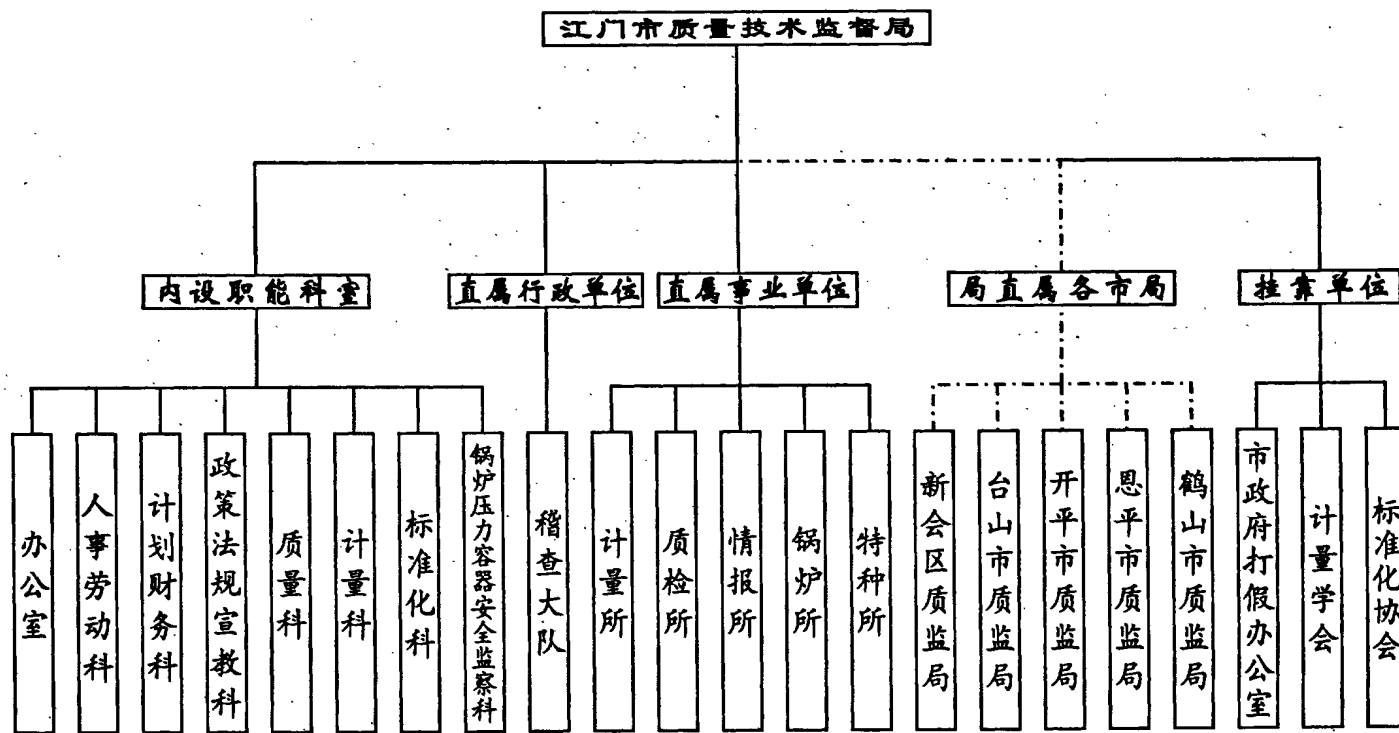 江门市质量技术监督局
内设职能科室
直属行政单位
直属事业单位
局直属各市局
挂靠单位
办公室
人事劳动科
计划财务科
政策法规宣教科
质量科
计量科
标准化科
锅炉压力容器安全监察科
稽查大队
计量所
质检所
情报所
锅炉所
特种所
新会区质监局
台山市质监局
开平市质监局
恩平市质监局
鹤山市质监局
市政府打假办公室
计量学会
标准化协会